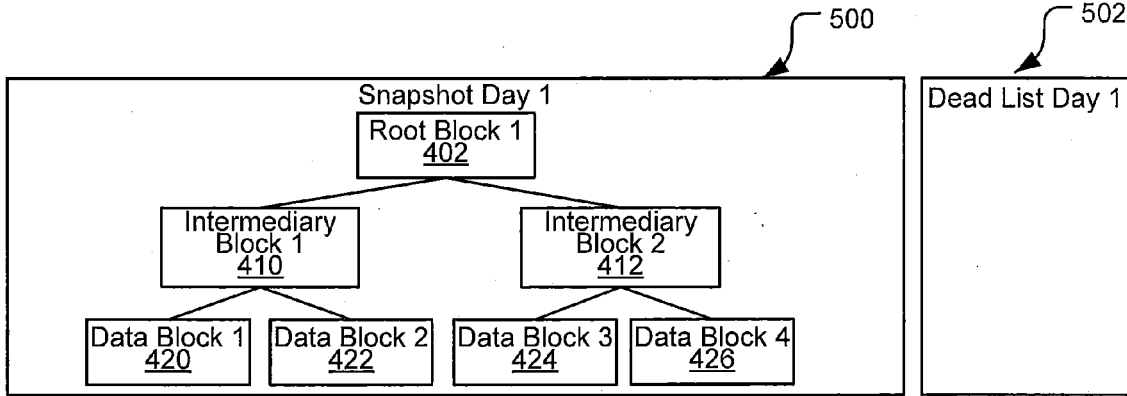 500
502
Snapshot Day 1
Dead List Day 1
Root Block 1
402
Intermediary
Block 1
410
Intermediary
Block 2
412
Data Block 1
420
Data Block 2
422
Data Block 3
424
Data Block 4
426